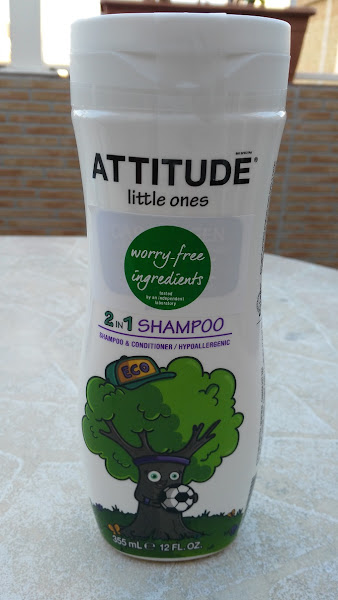 ATTITUDE®
little ones
worry-free
ingredients
tested
by an independent
laboratory
2 IN 1 SHAMPOO
SHAMPOO & CONDITIONER / HYPOALLERGENIC
ECO
355 mL e 12 FL. OZ.